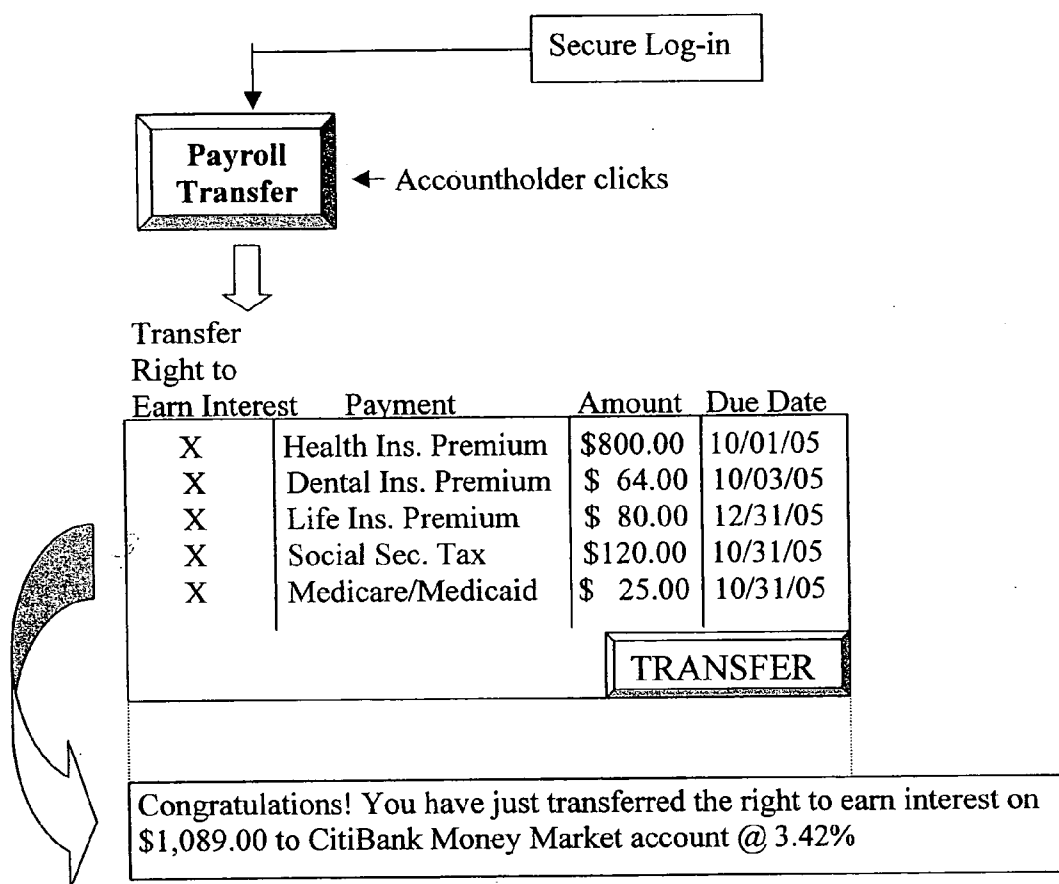 Secure Log-in
Payroll
Transfer
Accountholder clicks
Transfer
Right to
Earn Interest Payment Amount Due Date
X Health Ins. Premium $800.00 10/01/05
X Dental Ins. Premium $ 64.00 10/03/05
X Life Ins. Premium $ 80.00 12/31/05
X Social Sec. Tax $120.00 10/31/05
X Medicare/Medicaid $ 25.00 10/31/05
TRANSFER
Congratulations! You have just transferred the right to earn interest on
$1,089.00 to CitiBank Money Market account @ 3.42%